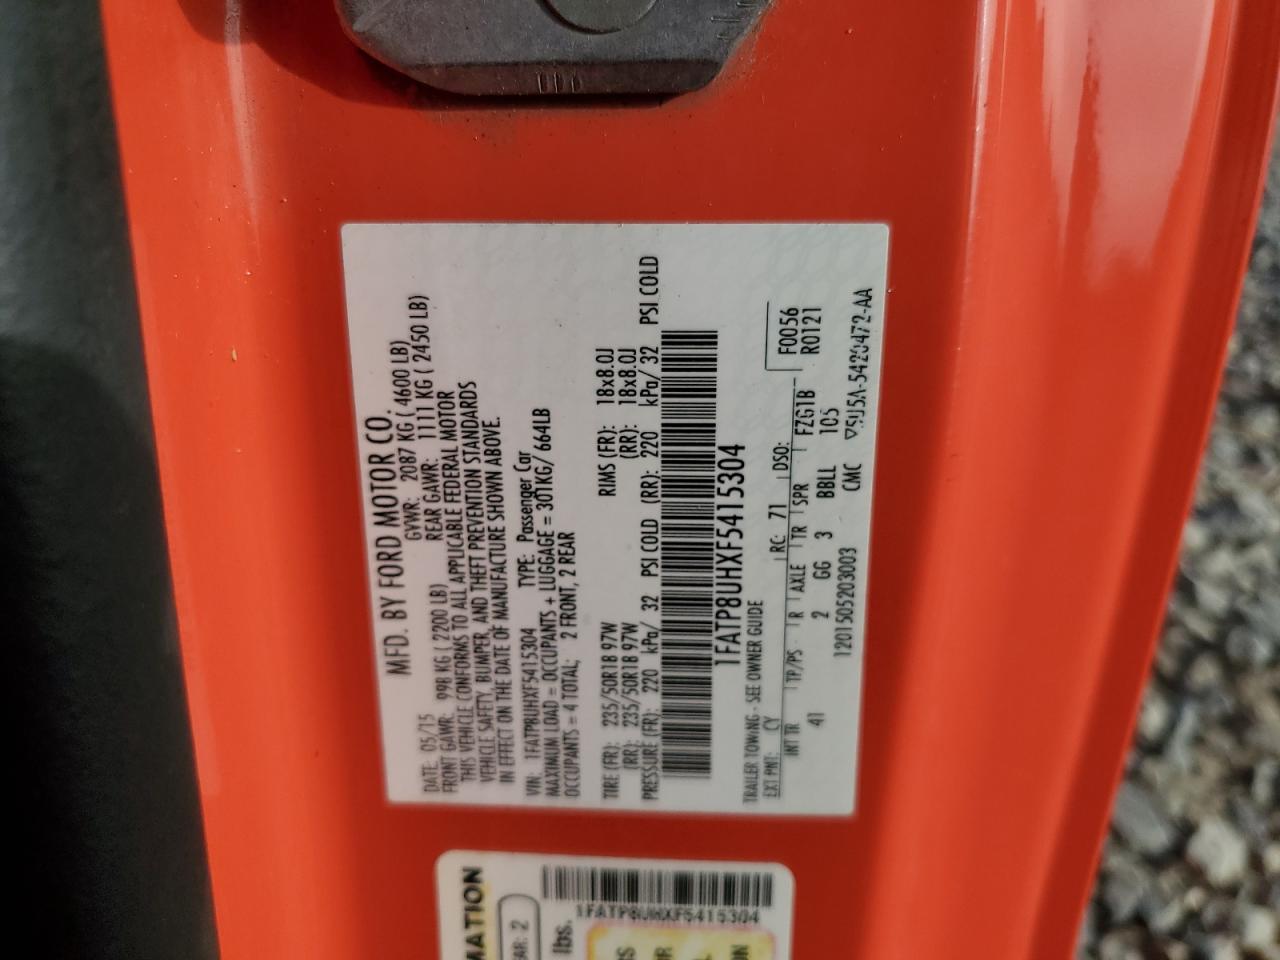 MFD. BY FORD MOTOR CO.
DATE: 05/15 GVWR: 2087 KG ( 4600 LB)
FRONT GAWR: 998 KG ( 2200 LB) REAR GAWR: 1111 KG ( 2450 LB)
THIS VEHICLE CONFORMS TO ALL APPLICABLE FEDERAL MOTOR
VEHICLE SAFETY, BUMPER, AND THEFT PREVENTION STANDARDS
IN EFFECT ON THE DATE OF MANUFACTURE SHOWN ABOVE.
VIN: 1FATP8UHXF5415304 TYPE: Passenger Car
MAXIMUM LOAD = OCCUPANTS + LUGGAGE = 301KG/ 664LB
OCCUPANTS = 4 TOTAL; 2 FRONT, 2 REAR
TIRE (FR): 235/50R18 97W RIMS (FR): 18x8.0J
(RR): 235/50R18 97W (RR): 18x8.0J
PRESSURE (FR): 220 kPa/ 32 PSI COLD (RR): 220 kPa/ 32 PSI COLD
1FATP8UHXF5415304
TRAILER TOWING - SEE OWNER GUIDE
EXT PNT: CY RC: 71 DSO: F0056
INT TR TP/PS R AXLE TR SPR FZG1B R0121
41 2 GG 3 BBLL 105
1201505203003 CMC
MATION
1FATP8UHXF5415304
AR: 2
lbs.